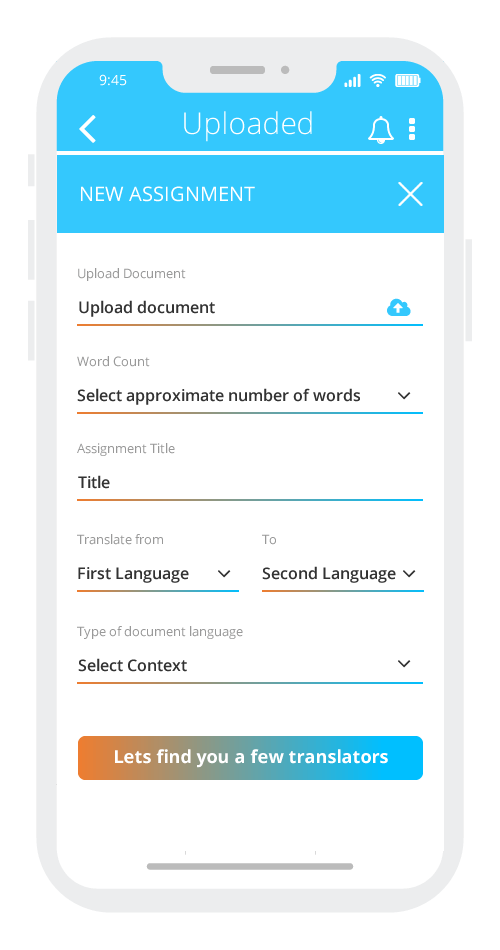 9:45
Uploaded
NEW ASSIGNMENT
Upload Document
Upload document
Word Count
Select approximate number of words
Assignment Title
Title
Translate from
To
First Language
Second Language
Type of document language
Select Context
Lets find you a few translators